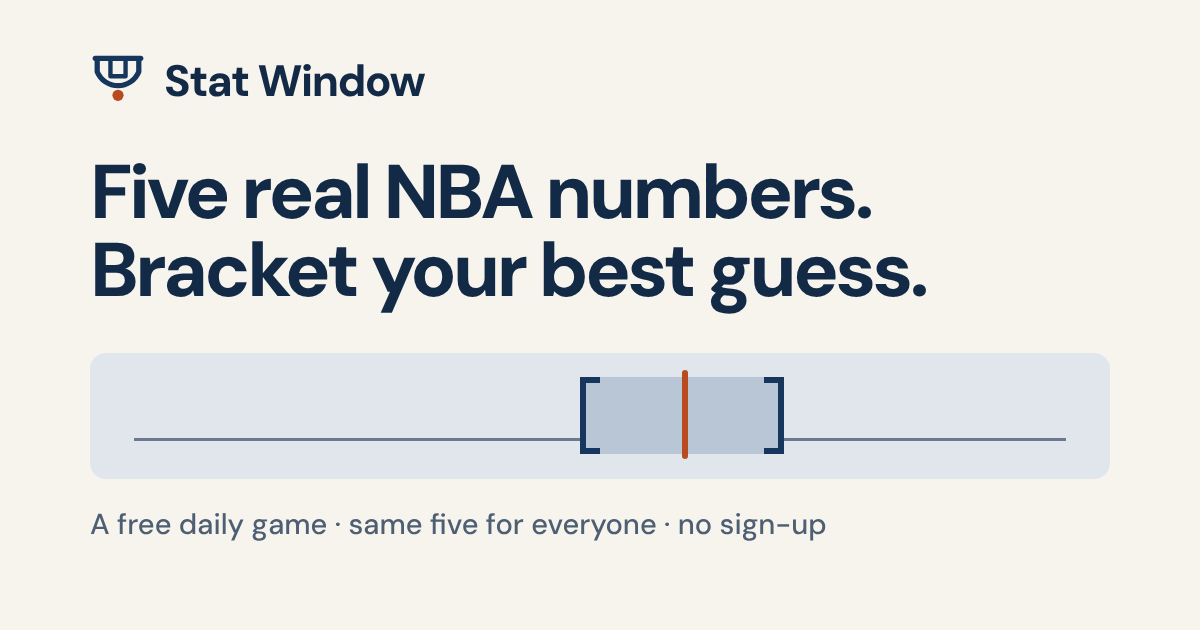 Stat Window
Five real NBA numbers.
Bracket your best guess.
A free daily game · same five for everyone · no sign-up